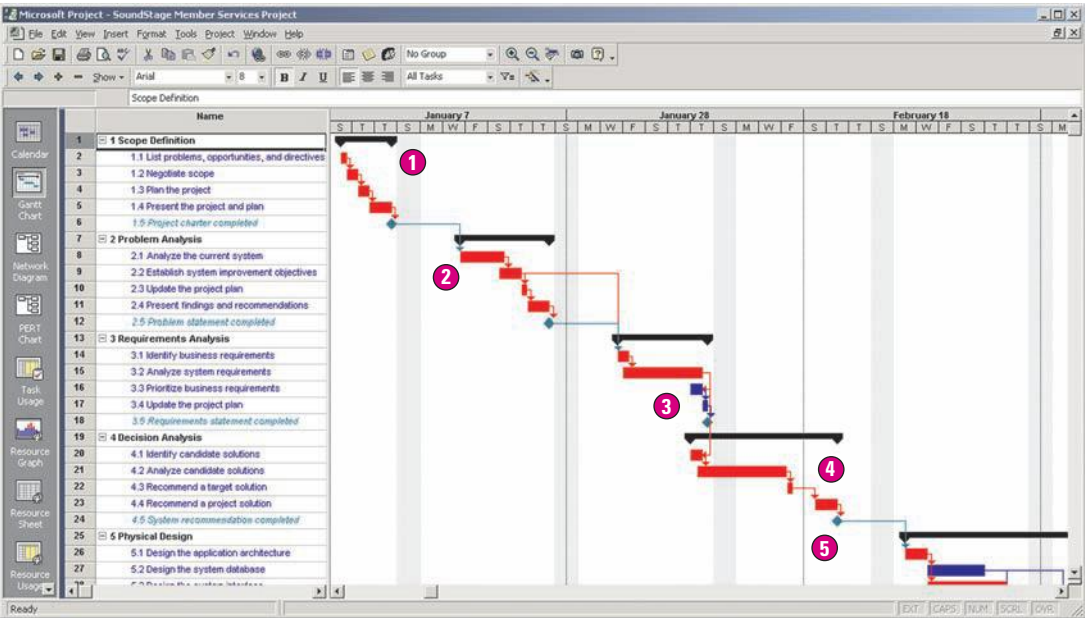 Microsoft Project - SoundStage Member Services Project
File Edit View Insert Format Tools Project Window Help
No Group
Show Arial 8 B I U All Tasks
Scope Definition
Name January 7 January 28 February 18
S T T S M W F S T T S M W F S T T S M W F S T T S M W F S T T S M
Calendar
Gantt Chart
Network Diagram
PERT Chart
Task Usage
Resource Graph
Resource Sheet
Resource Usage
1 1 Scope Definition
2 1.1 List problems, opportunities, and directives
3 1.2 Negotiate scope
4 1.3 Plan the project
5 1.4 Present the project and plan
6 1.5 Project charter completed
7 2 Problem Analysis
8 2.1 Analyze the current system
9 2.2 Establish system improvement objectives
10 2.3 Update the project plan
11 2.4 Present findings and recommendations
12 2.5 Problem statement completed
13 3 Requirements Analysis
14 3.1 Identify business requirements
15 3.2 Analyze system requirements
16 3.3 Prioritize business requirements
17 3.4 Update the project plan
18 3.5 Requirements statement completed
19 4 Decision Analysis
20 4.1 Identify candidate solutions
21 4.2 Analyze candidate solutions
22 4.3 Recommend a target solution
23 4.4 Recommend a project solution
24 4.5 System recommendation completed
25 5 Physical Design
26 5.1 Design the application architecture
27 5.2 Design the system database
1
2
3
4
5
Ready EXT CAPS NUM SCRL OVR